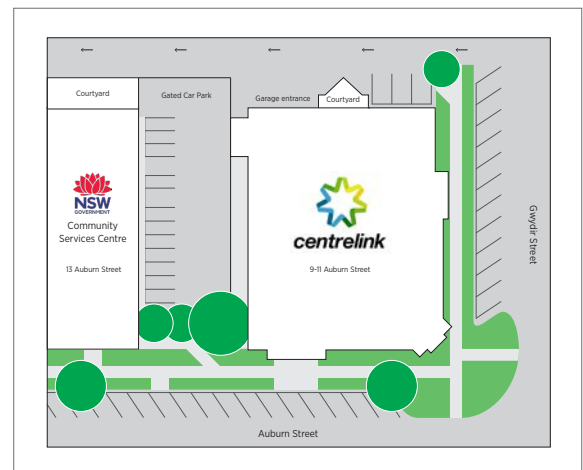 Courtyard
Gated Car Park
Garage entrance
Courtyard
NSW
GOVERNMENT
Community
Services Centre
13 Auburn Street
centrelink
9-11 Auburn Street
Gwydir Street
Auburn Street